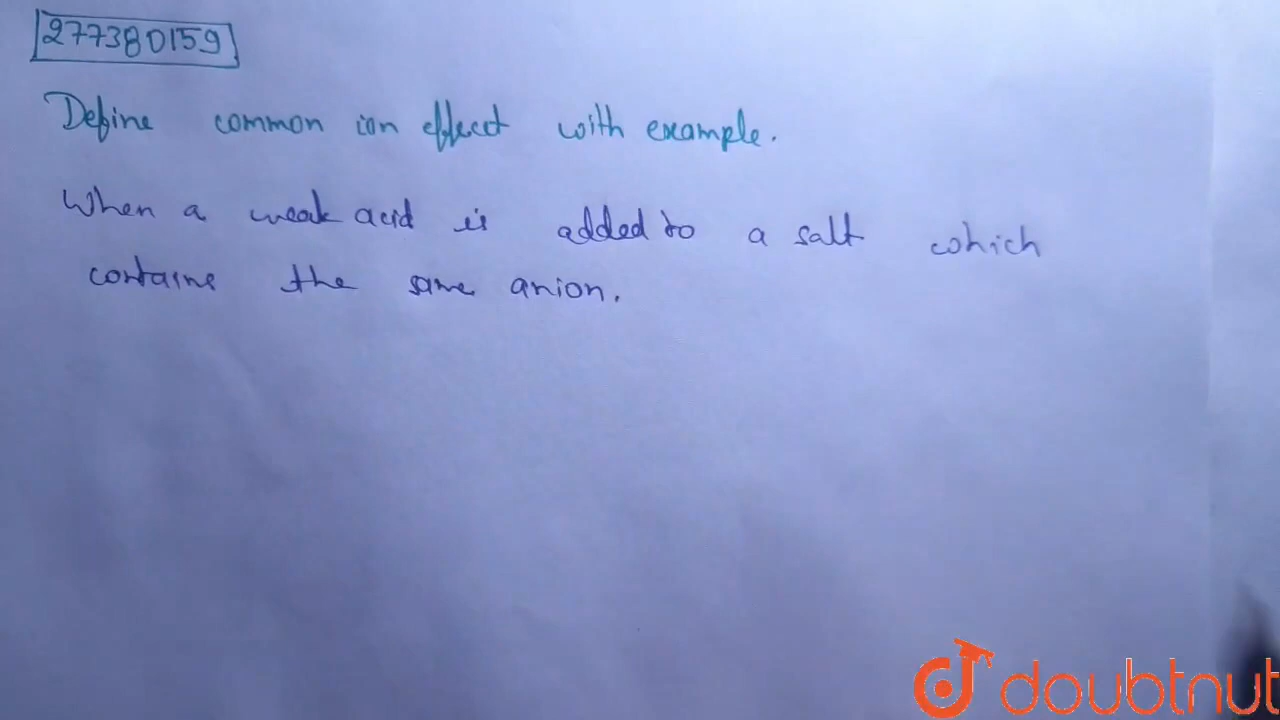 277380159
Define common ion effect with example.
When a weak acid is added to a salt which
contains the same anion.
doubtnut